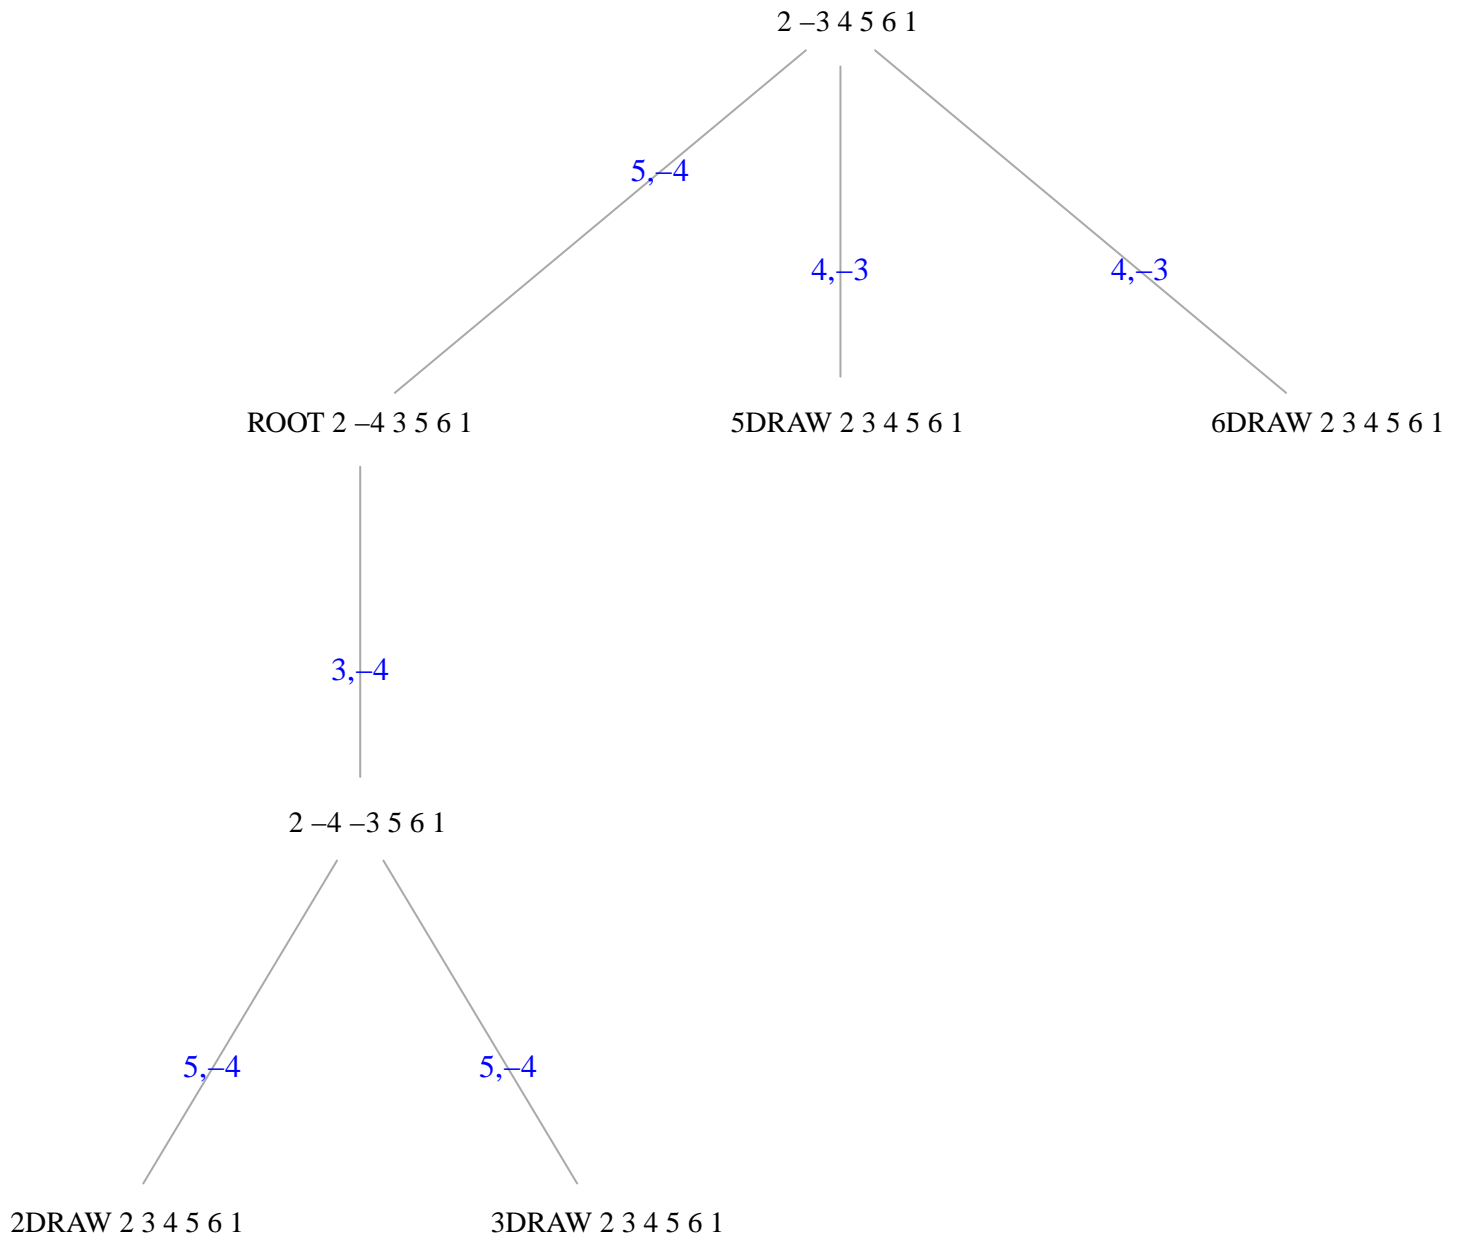 2 –3 4 5 6 1
5,–4
4,–3
4,–3
ROOT 2 –4 3 5 6 1
5DRAW 2 3 4 5 6 1
6DRAW 2 3 4 5 6 1
3,–4
2 –4 –3 5 6 1
5,–4
5,–4
2DRAW 2 3 4 5 6 1
3DRAW 2 3 4 5 6 1